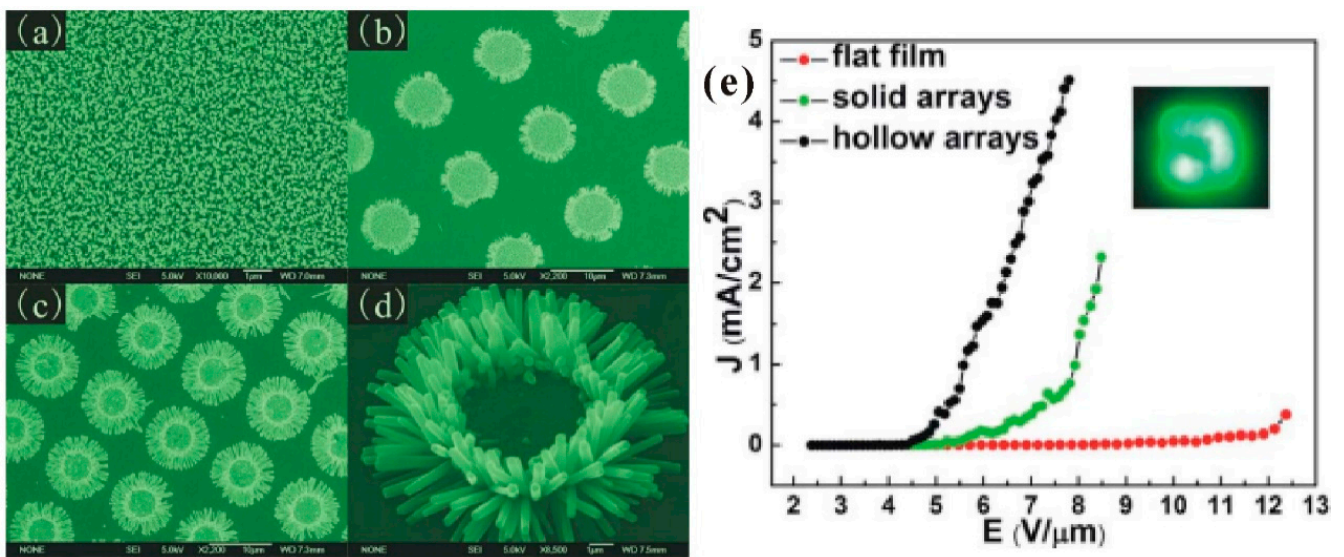 (a)
NONE SEI 5.0kV X10,000 1μm WD 7.0mm
(b)
NONE SEI 5.0kV X2,200 10μm WD 7.3mm
(c)
NONE SEI 5.0kV X2,200 10μm WD 7.3mm
(d)
NONE SEI 5.0kV X8,500 1μm WD 7.5mm
(e)
flat film
solid arrays
hollow arrays
J (mA/cm²)
5
4
3
2
1
0
2 3 4 5 6 7 8 9 10 11 12 13
E (V/μm)